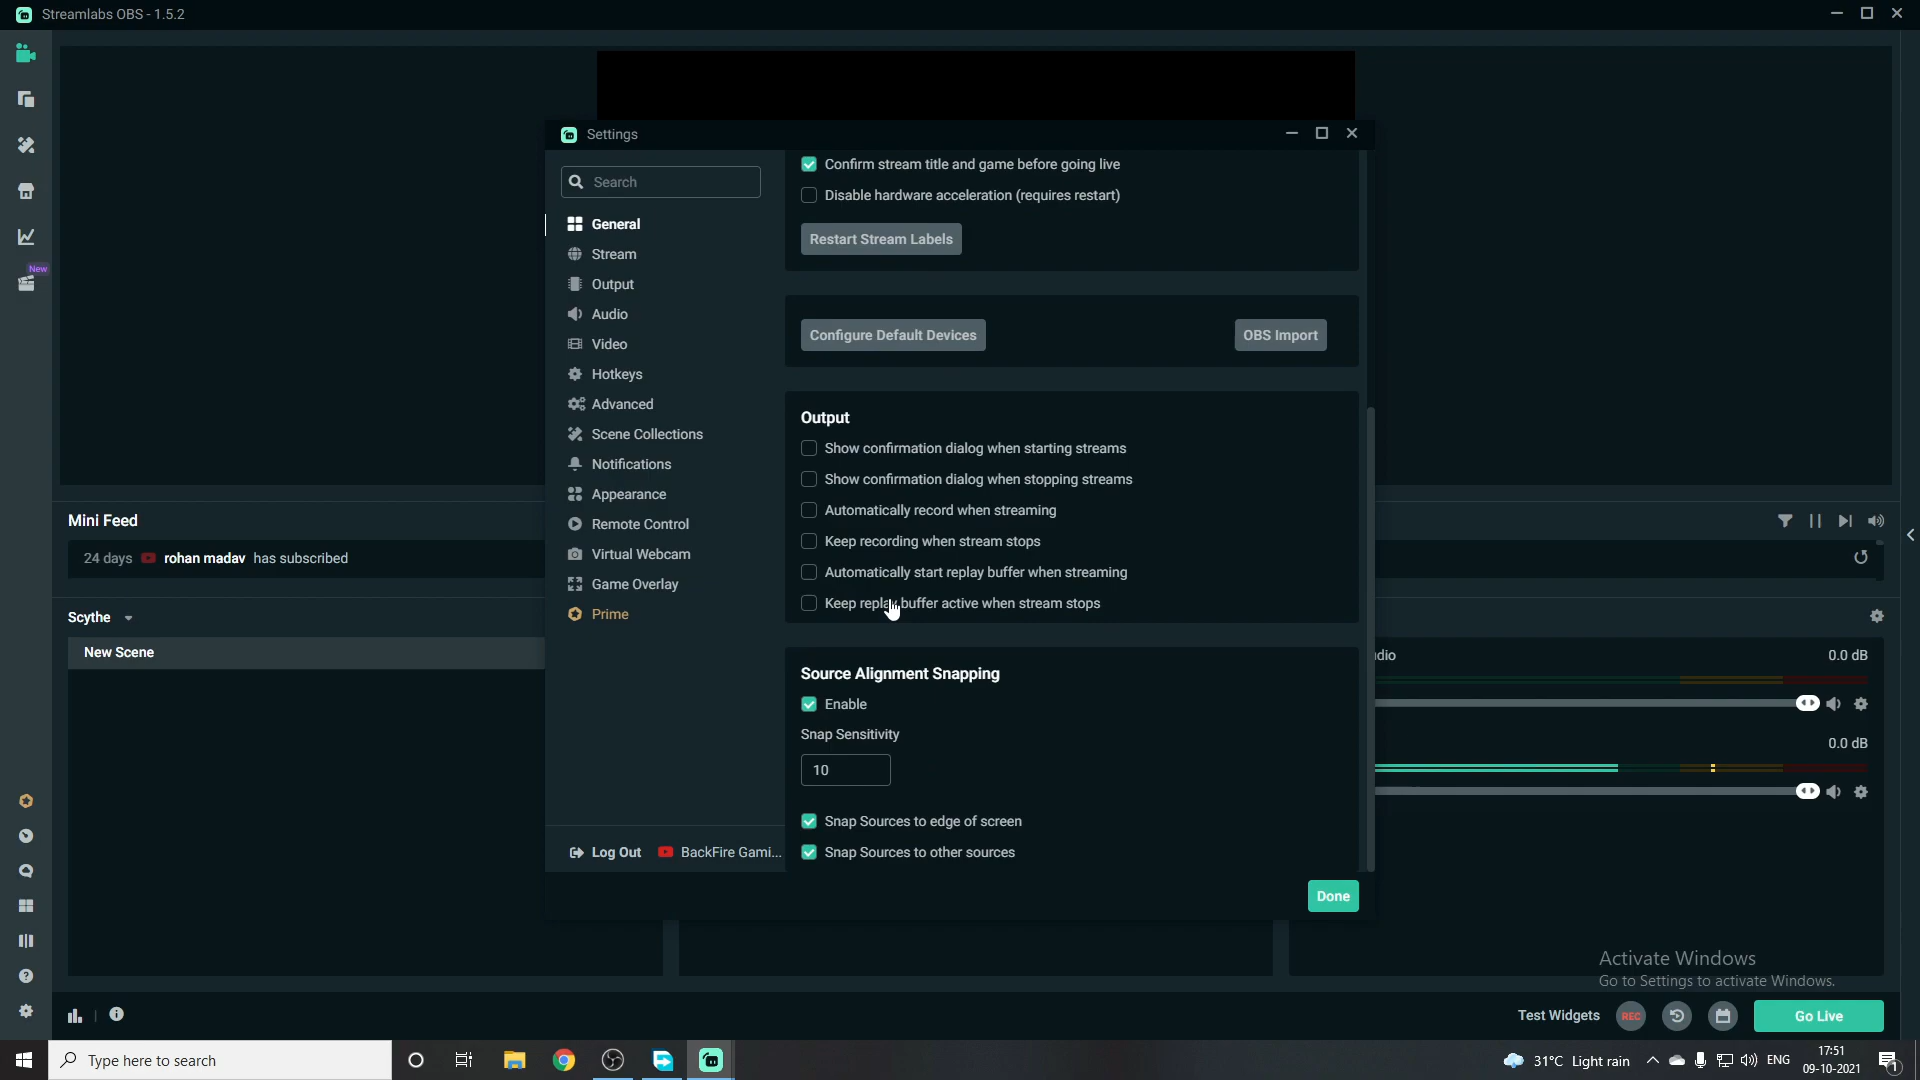 Streamlabs OBS - 1.5.2
Settings
Search
General
Stream
Output
Audio
Video
Hotkeys
Advanced
Scene Collections
Notifications
Appearance
Remote Control
Virtual Webcam
Game Overlay
Prime
Log Out BackFire Gami...
Confirm stream title and game before going live
Disable hardware acceleration (requires restart)
Restart Stream Labels
Configure Default Devices
OBS Import
Output
Show confirmation dialog when starting streams
Show confirmation dialog when stopping streams
Automatically record when streaming
Keep recording when stream stops
Automatically start replay buffer when streaming
Keep replay buffer active when stream stops
Source Alignment Snapping
Enable
Snap Sensitivity
10
Snap Sources to edge of screen
Snap Sources to other sources
Done
New
Mini Feed
24 days rohan madav has subscribed
Scythe
New Scene
dio 0.0 dB
0.0 dB
Activate Windows
Go to Settings to activate Windows.
Test Widgets REC Go Live
Type here to search
31°C Light rain ENG
17:51
09-10-2021
1